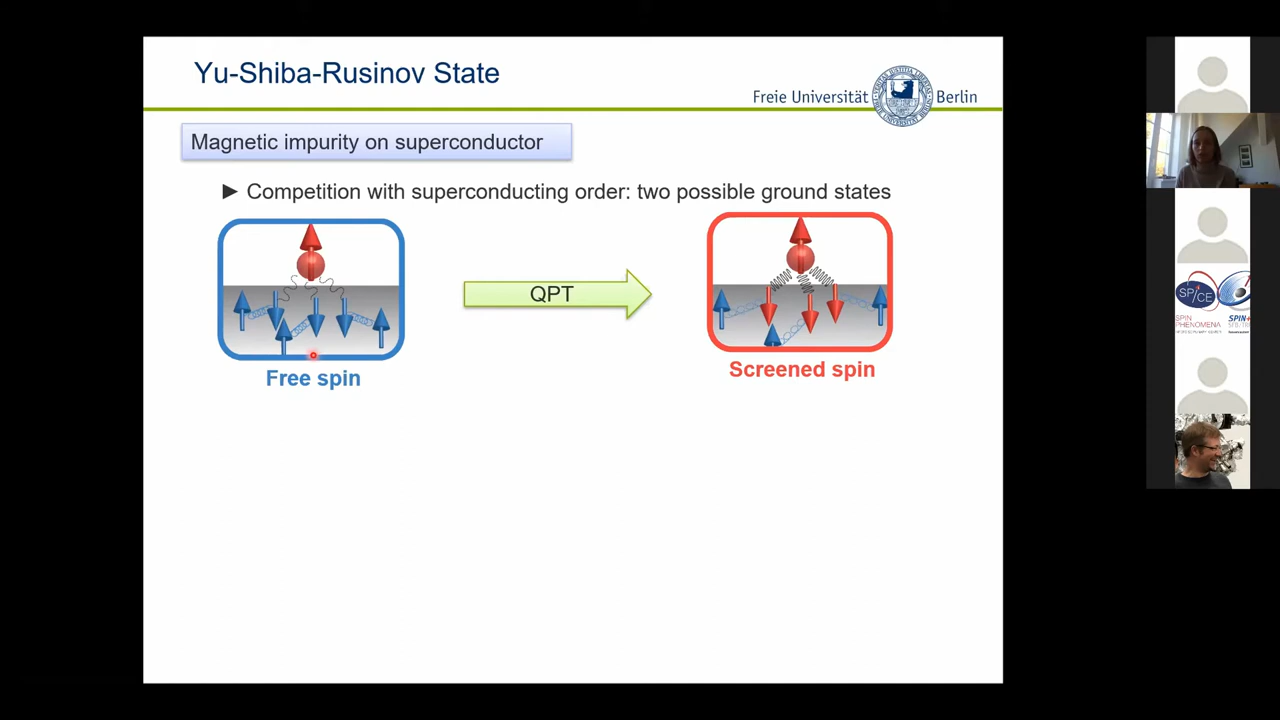 Yu-Shiba-Rusinov State
Freie Universität Berlin
Magnetic impurity on superconductor
► Competition with superconducting order: two possible ground states
QPT
Free spin
Screened spin
SPICE
SPIN
PHENOMENA
SPIN+